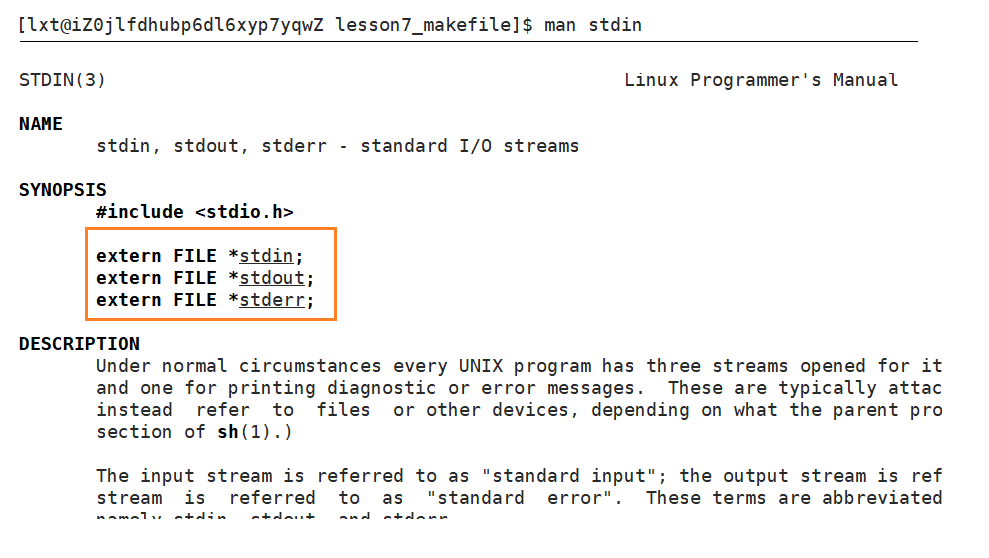 [lxt@iZ0jlfdhubp6dl6xyp7yqwZ lesson7_makefile]$ man stdin
STDIN(3) Linux Programmer's Manual
NAME
stdin, stdout, stderr - standard I/O streams
SYNOPSIS
#include <stdio.h>
extern FILE *stdin;
extern FILE *stdout;
extern FILE *stderr;
DESCRIPTION
Under normal circumstances every UNIX program has three streams opened for it
and one for printing diagnostic or error messages.  These are typically attac
instead  refer  to  files  or other devices, depending on what the parent pro
section of sh(1).)
The input stream is referred to as "standard input"; the output stream is ref
stream  is  referred  to  as  "standard  error".  These terms are abbreviated
namely stdin, stdout, and stderr.